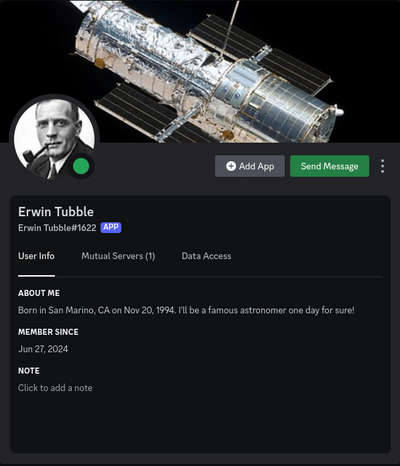 Add App
Send Message
Erwin Tubble
Erwin Tubble#1622 APP
User Info Mutual Servers (1) Data Access
ABOUT ME
Born in San Marino, CA on Nov 20, 1994. I'll be a famous astronomer one day for sure!
MEMBER SINCE
Jun 27, 2024
NOTE
Click to add a note